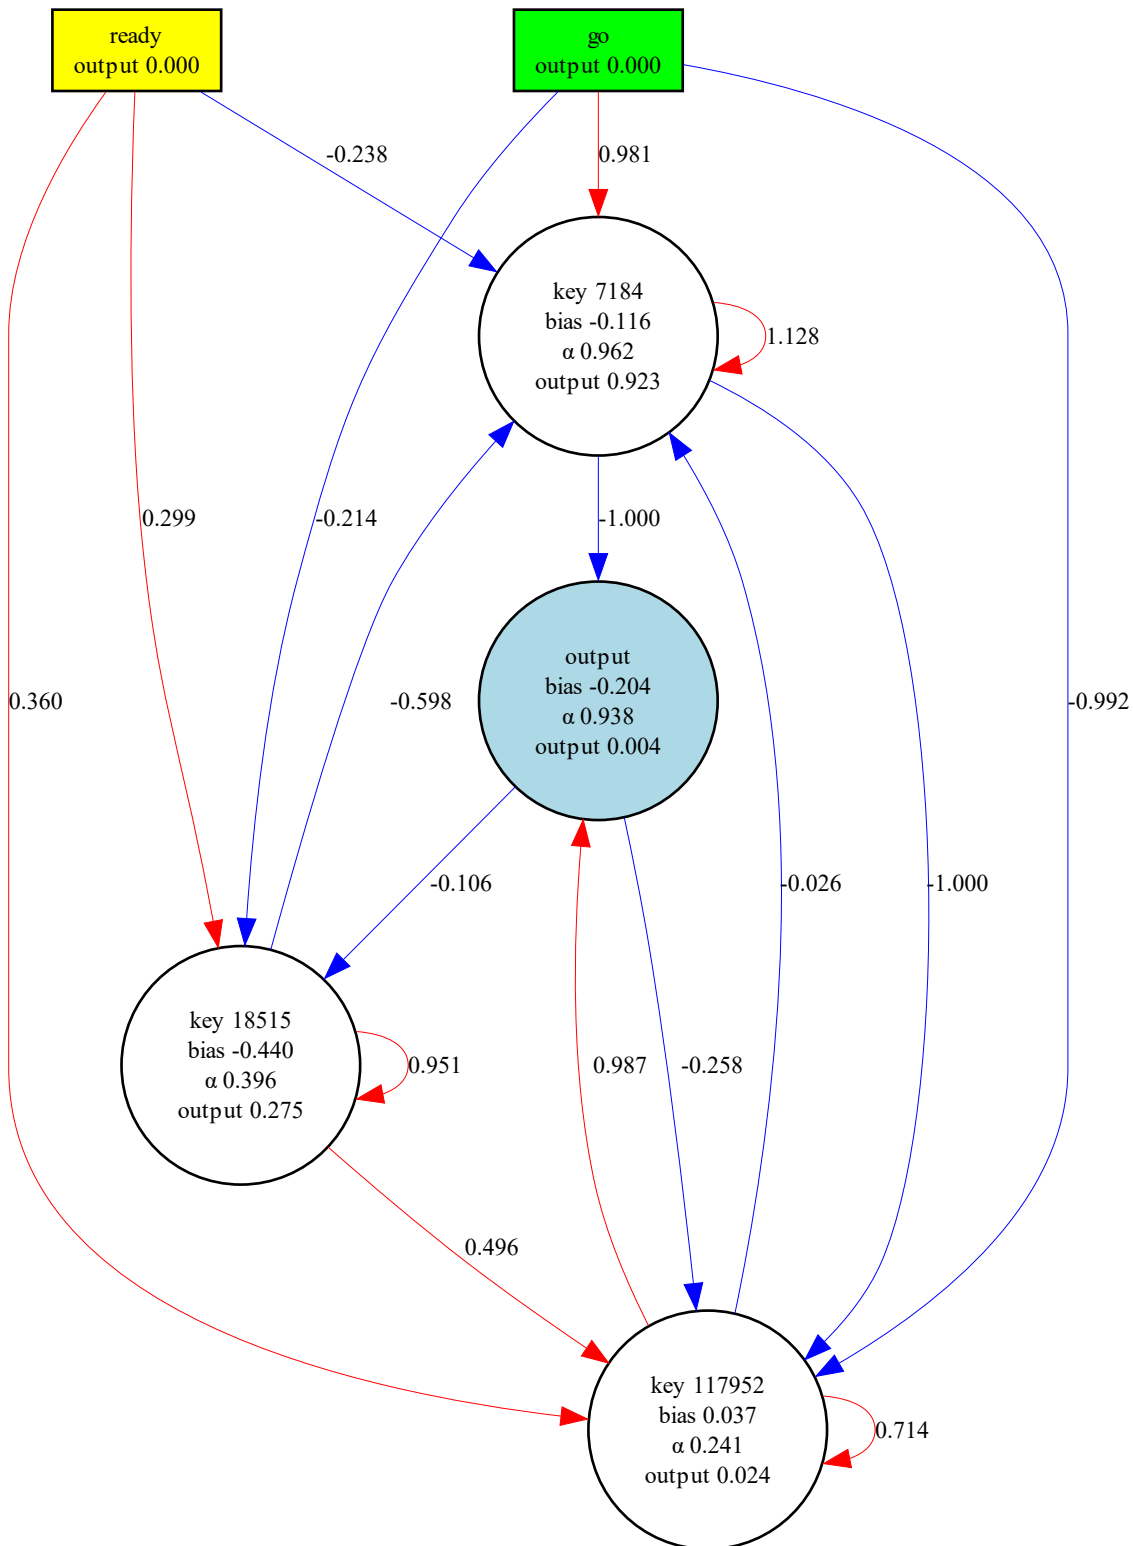 ready
output 0.000
go
output 0.000
-0.238
0.981
key 7184
bias -0.116
α 0.962
output 0.923
1.128
0.299
-0.214
-1.000
output
bias -0.204
α 0.938
output 0.004
0.360
-0.598
-0.992
-0.106
-0.026
-1.000
key 18515
bias -0.440
α 0.396
output 0.275
0.951
0.987
-0.258
0.496
key 117952
bias 0.037
α 0.241
output 0.024
0.714